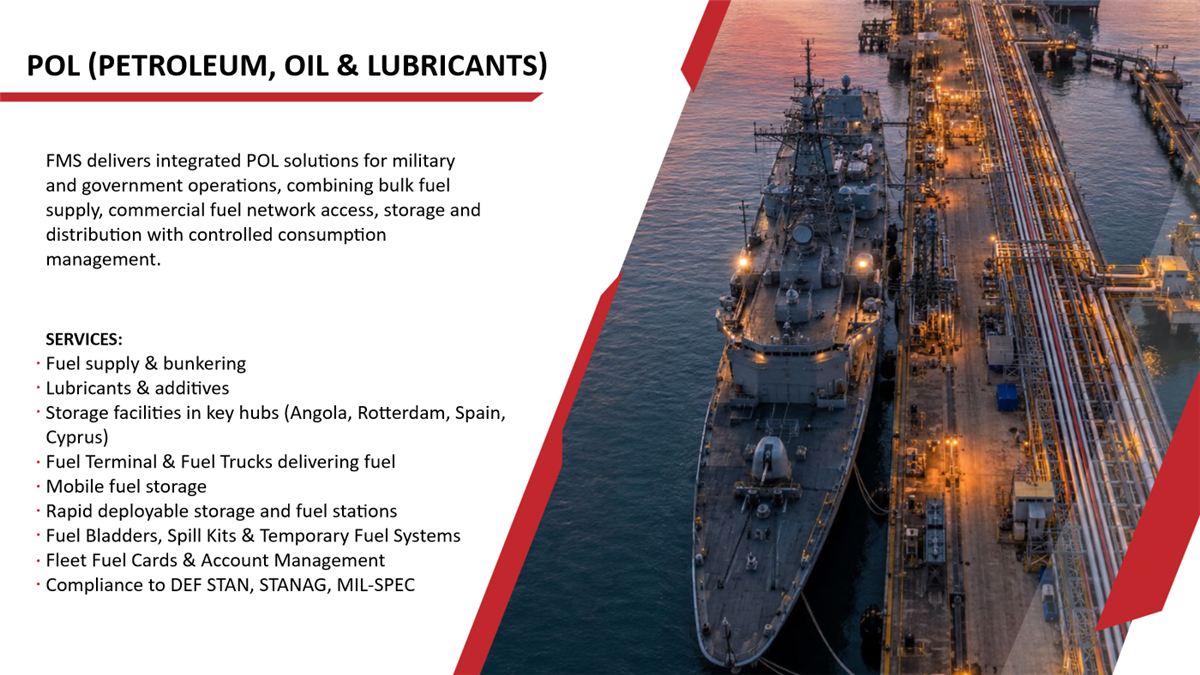 POL (PETROLEUM, OIL & LUBRICANTS)
FMS delivers integrated POL solutions for military
and government operations, combining bulk fuel
supply, commercial fuel network access, storage and
distribution with controlled consumption
management.
SERVICES:
· Fuel supply & bunkering
· Lubricants & additives
· Storage facilities in key hubs (Angola, Rotterdam, Spain,
Cyprus)
· Fuel Terminal & Fuel Trucks delivering fuel
· Mobile fuel storage
· Rapid deployable storage and fuel stations
· Fuel Bladders, Spill Kits & Temporary Fuel Systems
· Fleet Fuel Cards & Account Management
· Compliance to DEF STAN, STANAG, MIL-SPEC